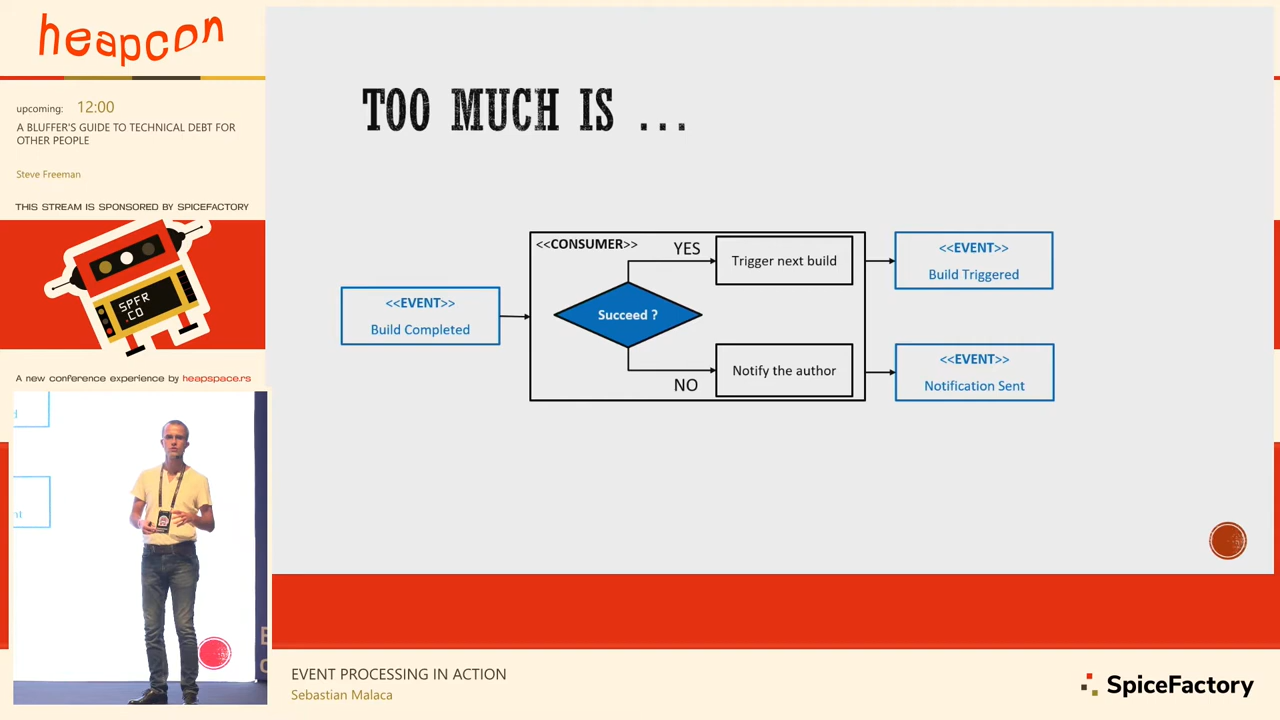 heapcon
upcoming: 12:00
A BLUFFER'S GUIDE TO TECHNICAL DEBT FOR
OTHER PEOPLE
Steve Freeman
THIS STREAM IS SPONSORED BY SPICEFACTORY
SPFR
.CO
A new conference experience by heapspace.rs
TOO MUCH IS ...
<<EVENT>>
Build Completed
<<CONSUMER>>
YES
Succeed ?
NO
Trigger next build
Notify the author
<<EVENT>>
Build Triggered
<<EVENT>>
Notification Sent
EVENT PROCESSING IN ACTION
Sebastian Malaca
SpiceFactory